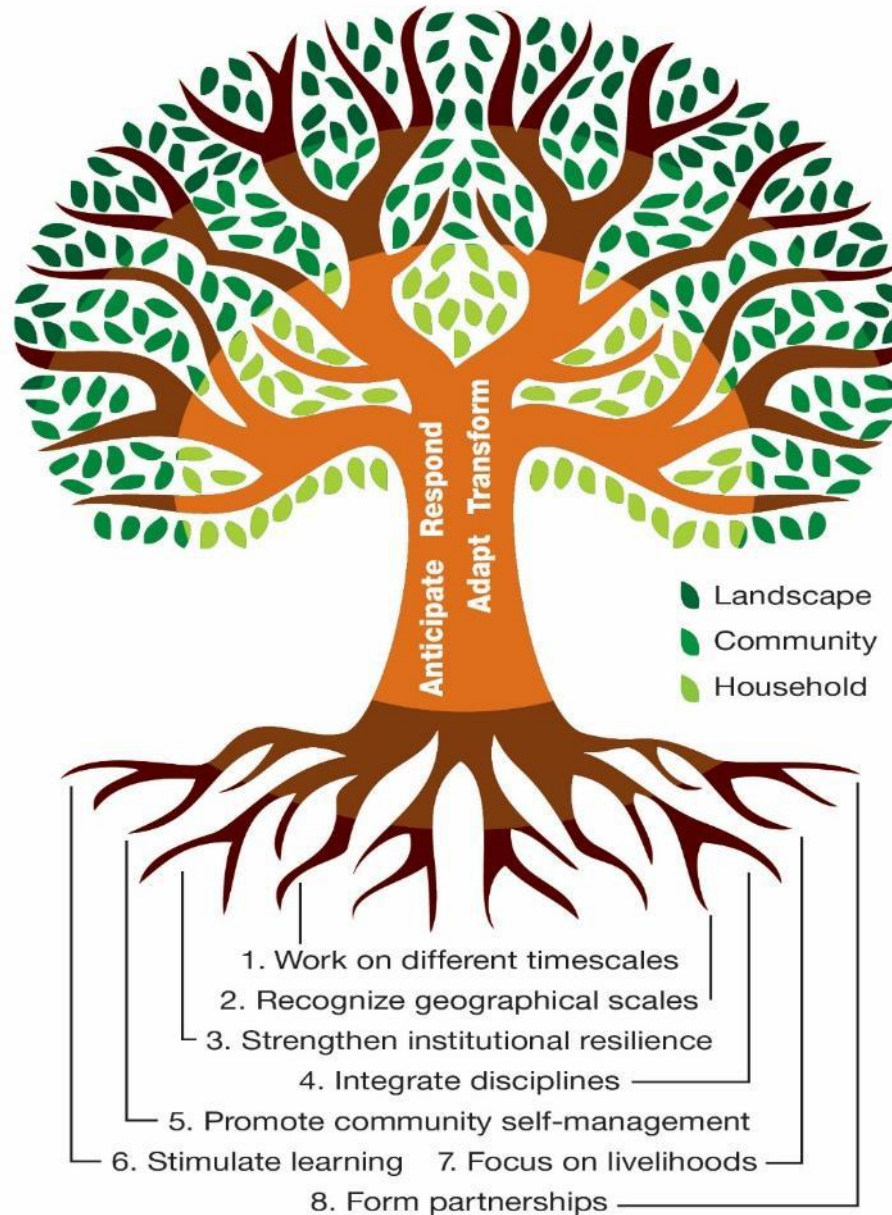 Anticipate Respond
Adapt Transform
Landscape
Community
Household
1. Work on different timescales
2. Recognize geographical scales
3. Strengthen institutional resilience
4. Integrate disciplines
5. Promote community self-management
6. Stimulate learning 7. Focus on livelihoods
8. Form partnerships